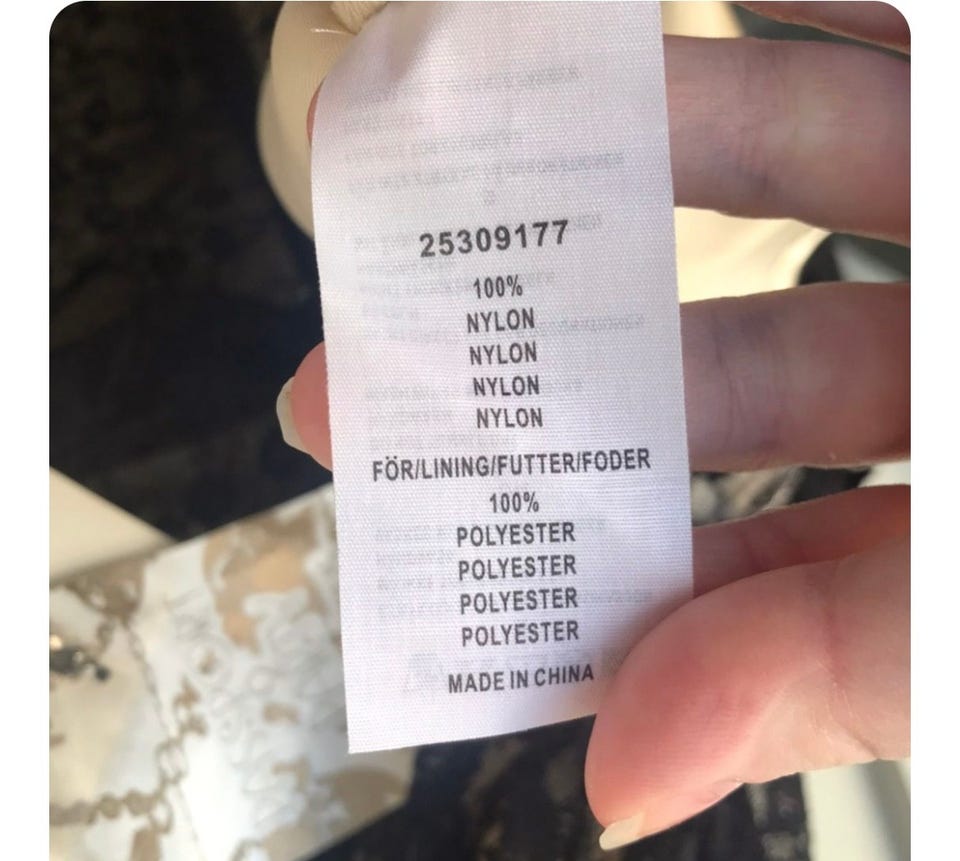 25309177
100%
NYLON
NYLON
NYLON
NYLON
FÖR/LINING/FUTTER/FODER
100%
POLYESTER
POLYESTER
POLYESTER
POLYESTER
MADE IN CHINA